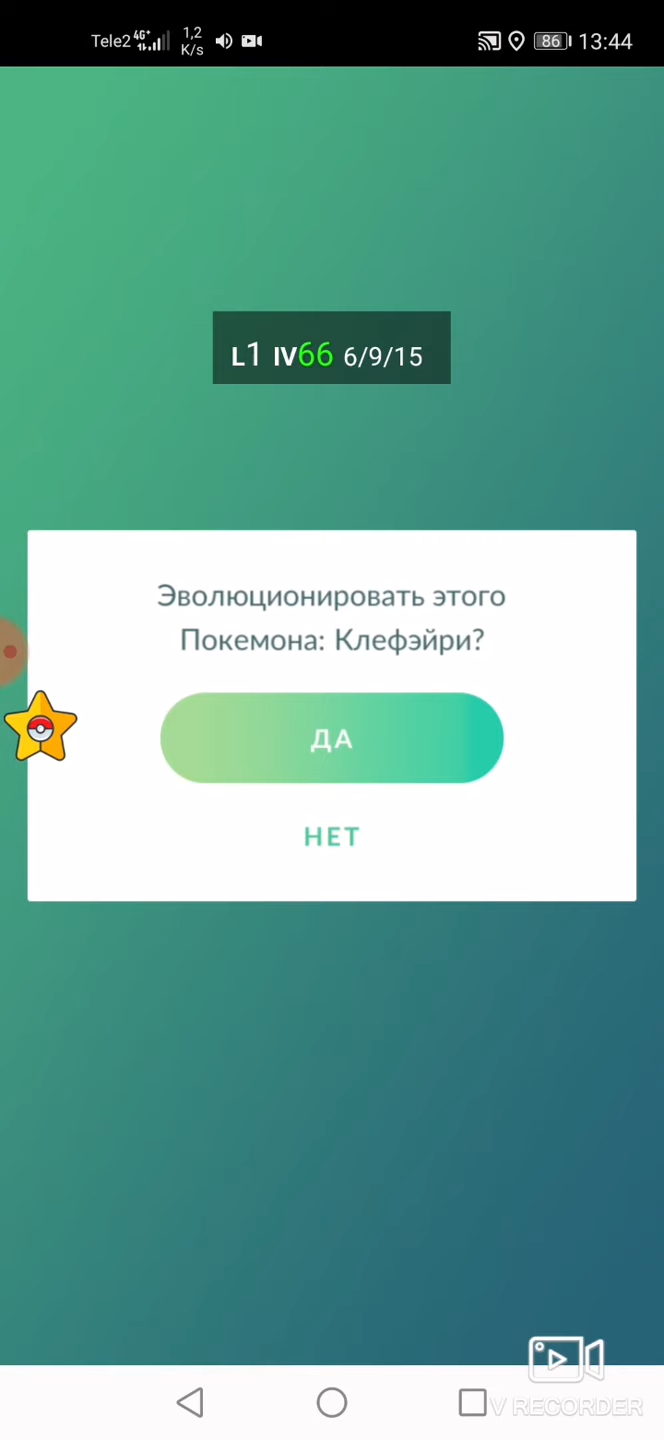 Tele2 4G+ 1,2 K/s 86 13:44
L1 IV66 6/9/15
Эволюционировать этого
Покемона: Клефэйри?
ДА
НЕТ
V RECORDER